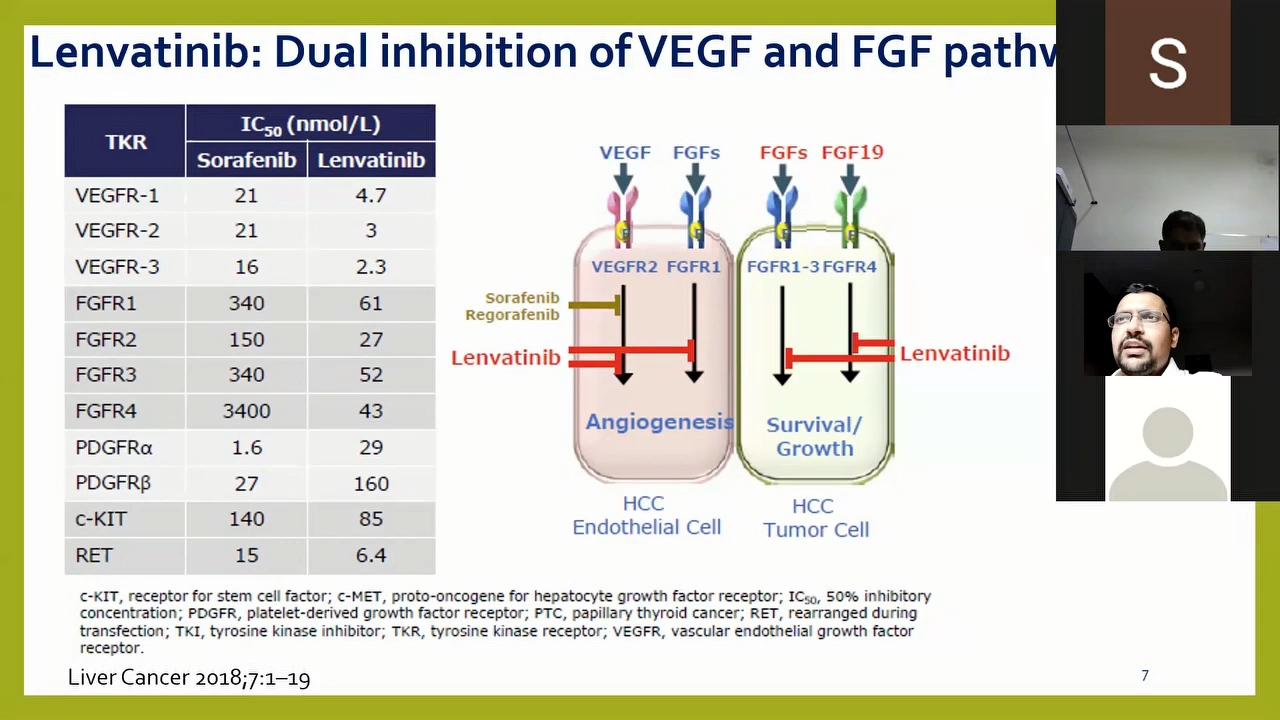 Lenvatinib: Dual inhibition of VEGF and FGF pathw
S
TKR IC50 (nmol/L)
Sorafenib Lenvatinib
VEGFR-1 21 4.7
VEGFR-2 21 3
VEGFR-3 16 2.3
FGFR1 340 61
FGFR2 150 27
FGFR3 340 52
FGFR4 3400 43
PDGFRα 1.6 29
PDGFRβ 27 160
c-KIT 140 85
RET 15 6.4
VEGF FGFs FGFs FGF19
P P P P
VEGFR2 FGFR1 FGFR1-3 FGFR4
Sorafenib
Regorafenib
Lenvatinib
Lenvatinib
Angiogenesis
Survival/
Growth
HCC
Endothelial Cell
HCC
Tumor Cell
c-KIT, receptor for stem cell factor; c-MET, proto-oncogene for hepatocyte growth factor receptor; IC50, 50% inhibitory
concentration; PDGFR, platelet-derived growth factor receptor; PTC, papillary thyroid cancer; RET, rearranged during
transfection; TKI, tyrosine kinase inhibitor; TKR, tyrosine kinase receptor; VEGFR, vascular endothelial growth factor
receptor.
Liver Cancer 2018;7:1–19
7